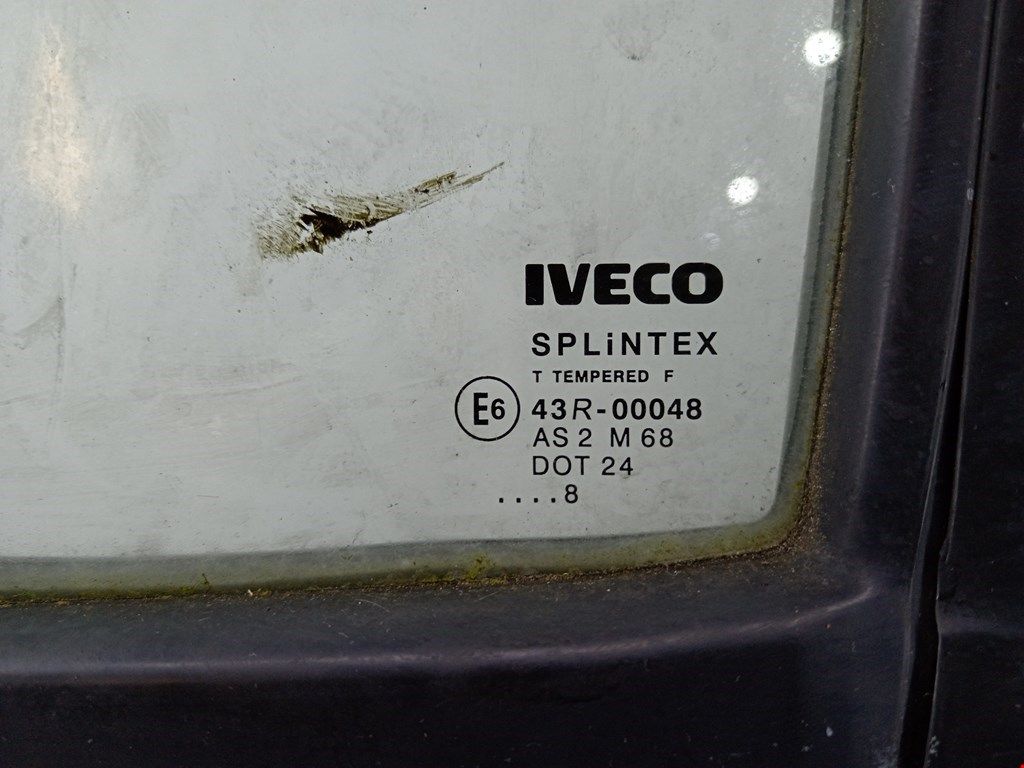 IVECO
SPLiNTEX
T TEMPERED F
E6 43R-00048
AS 2 M 68
DOT 24
....8